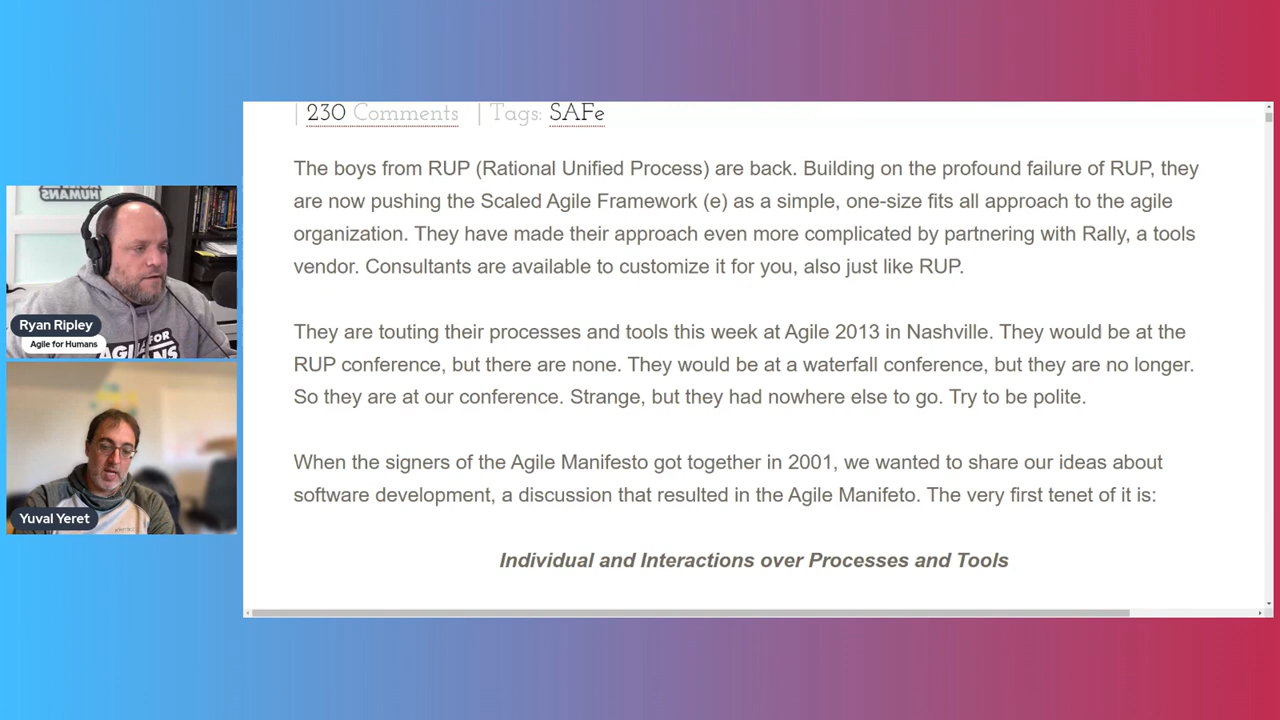 230 Comments | Tags: SAFe
The boys from RUP (Rational Unified Process) are back. Building on the profound failure of RUP, they
are now pushing the Scaled Agile Framework (e) as a simple, one-size fits all approach to the agile
organization. They have made their approach even more complicated by partnering with Rally, a tools
vendor. Consultants are available to customize it for you, also just like RUP.
They are touting their processes and tools this week at Agile 2013 in Nashville. They would be at the
RUP conference, but there are none. They would be at a waterfall conference, but they are no longer.
So they are at our conference. Strange, but they had nowhere else to go. Try to be polite.
When the signers of the Agile Manifesto got together in 2001, we wanted to share our ideas about
software development, a discussion that resulted in the Agile Manifeto. The very first tenet of it is:
Individual and Interactions over Processes and Tools
HUMANS
Ryan Ripley
Agile for Humans
Yuval Yeret